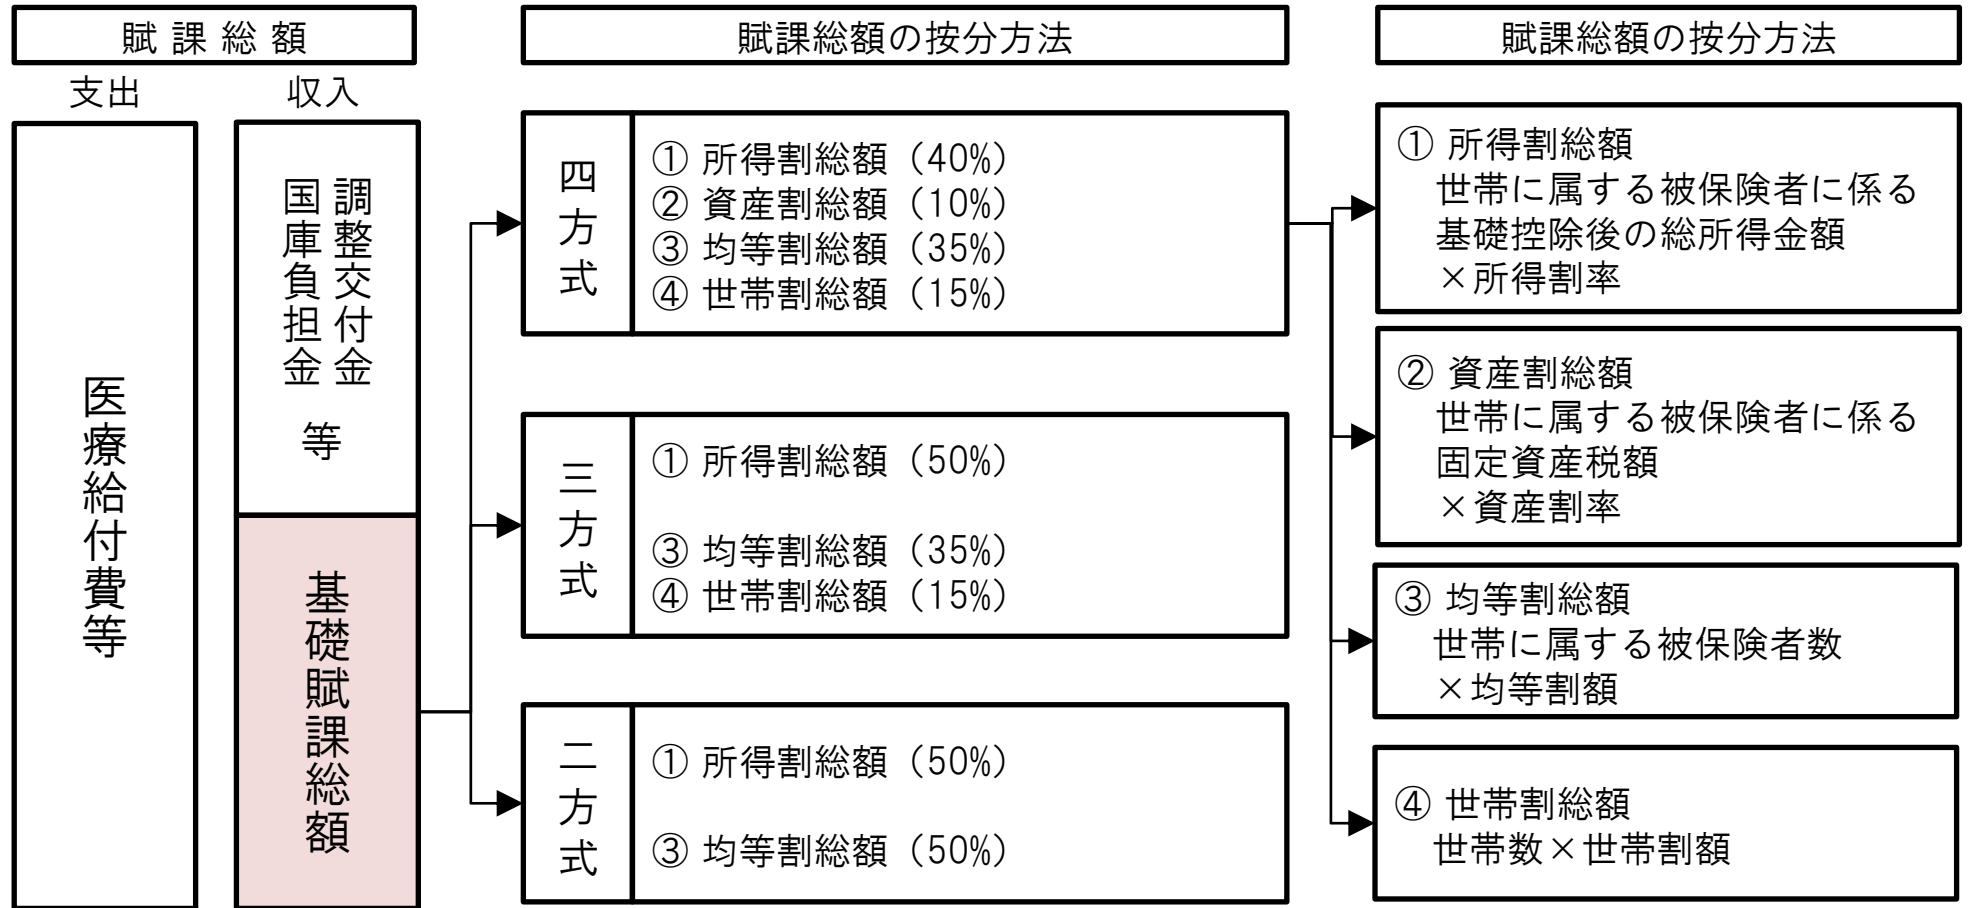 賦課総額
支出
収入
医療給付費等
調整交付金
国庫負担金
等
基礎賦課総額
賦課総額の按分方法
四方式
① 所得割総額（40%）
② 資産割総額（10%）
③ 均等割総額（35%）
④ 世帯割総額（15%）
三方式
① 所得割総額（50%）
③ 均等割総額（35%）
④ 世帯割総額（15%）
二方式
① 所得割総額（50%）
③ 均等割総額（50%）
賦課総額の按分方法
① 所得割総額
世帯に属する被保険者に係る
基礎控除後の総所得金額
×所得割率
② 資産割総額
世帯に属する被保険者に係る
固定資産税額
×資産割率
③ 均等割総額
世帯に属する被保険者数
×均等割額
④ 世帯割総額
世帯数×世帯割額